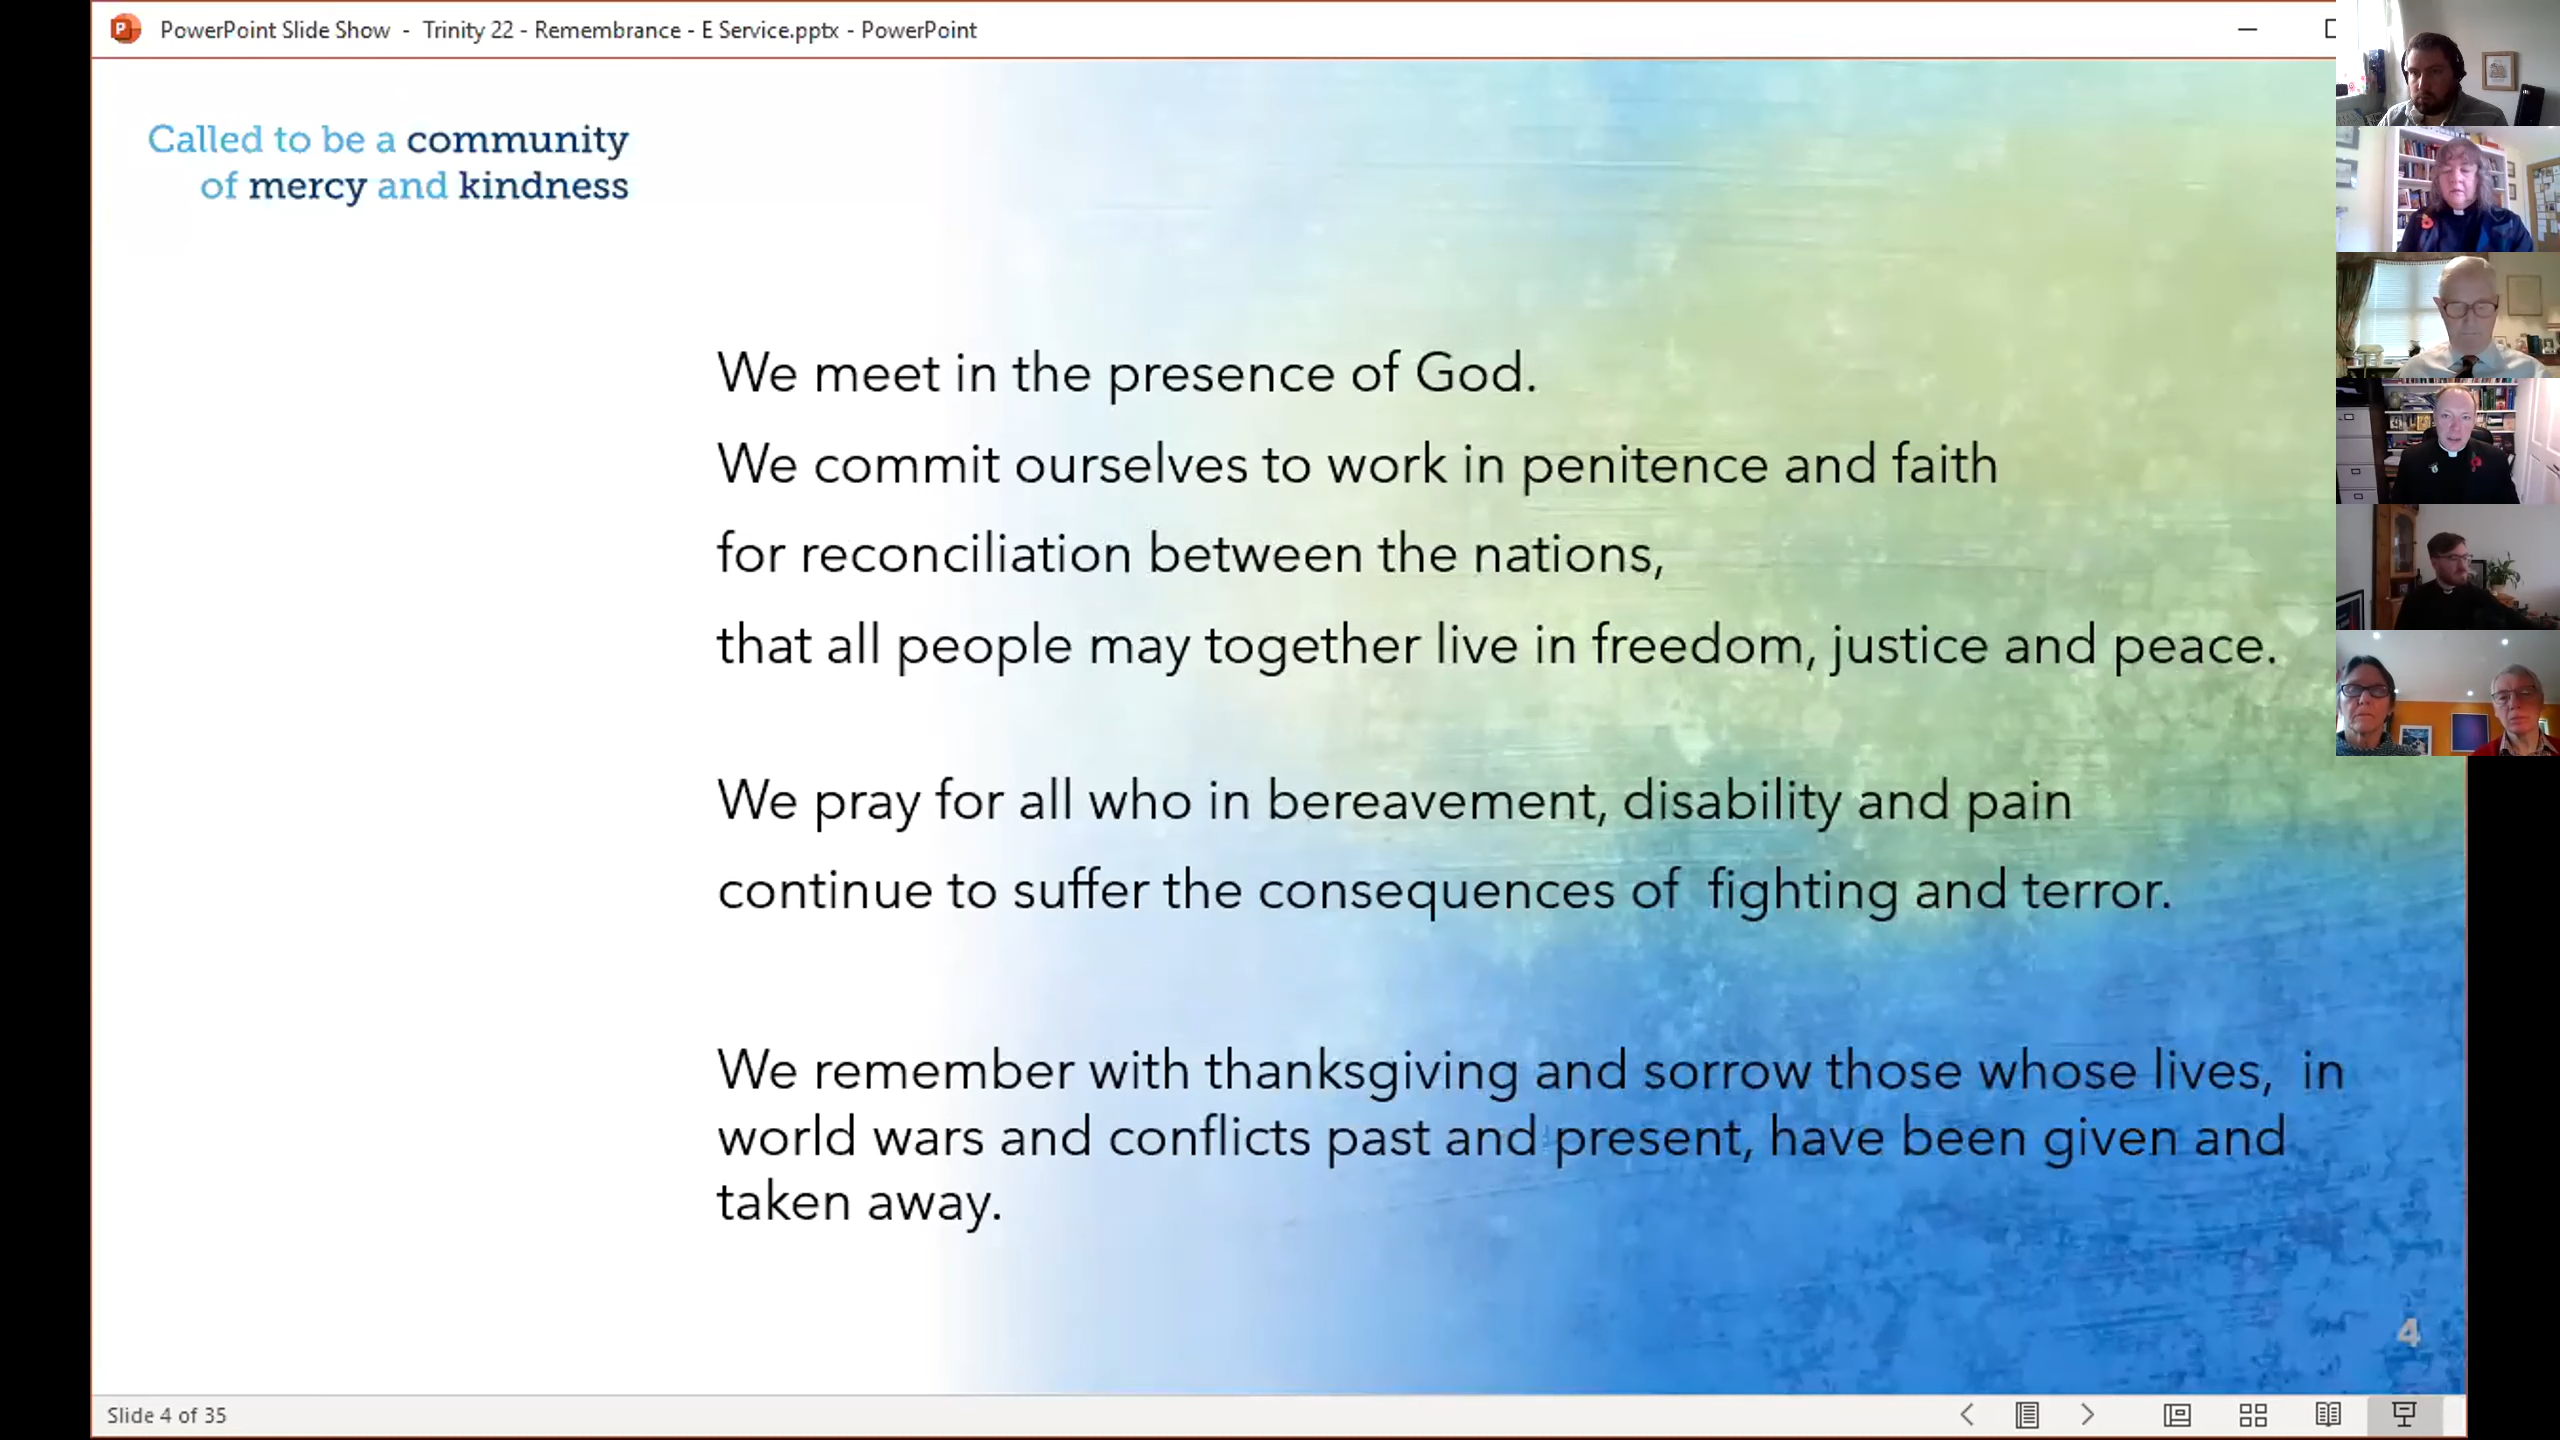 PowerPoint Slide Show - Trinity 22 - Remembrance - E Service.pptx - PowerPoint
Called to be a community
of mercy and kindness
We meet in the presence of God.
We commit ourselves to work in penitence and faith
for reconciliation between the nations,
that all people may together live in freedom, justice and peace.
We pray for all who in bereavement, disability and pain
continue to suffer the consequences of fighting and terror.
We remember with thanksgiving and sorrow those whose lives, in
world wars and conflicts past and present, have been given and
taken away.
4
Slide 4 of 35